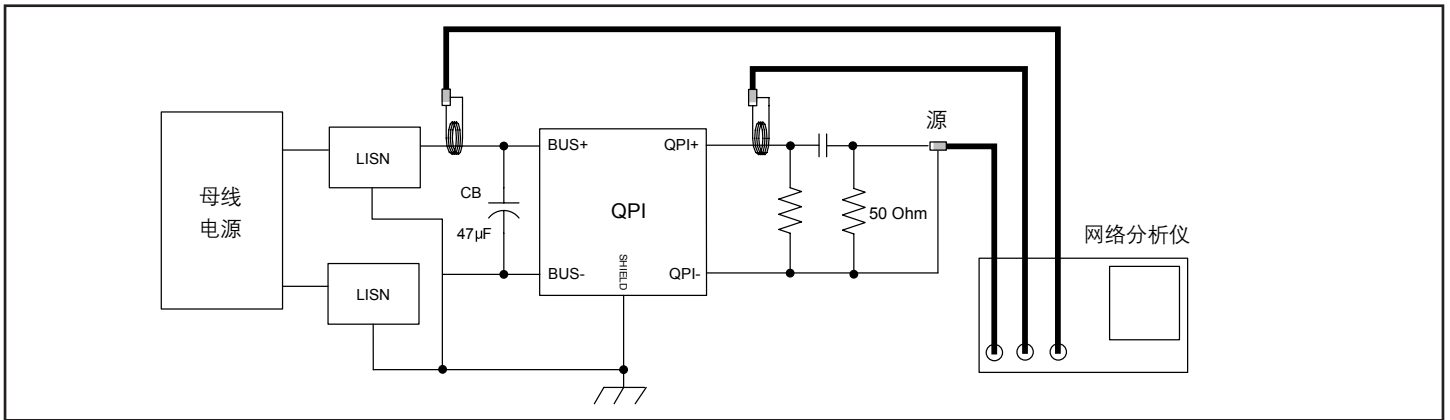 源
BUS+
QPI+
LISN
CB
母线
电源
QPI
50 Ohm
47µF
网络分析仪
BUS-
SHIELD
QPI-
LISN